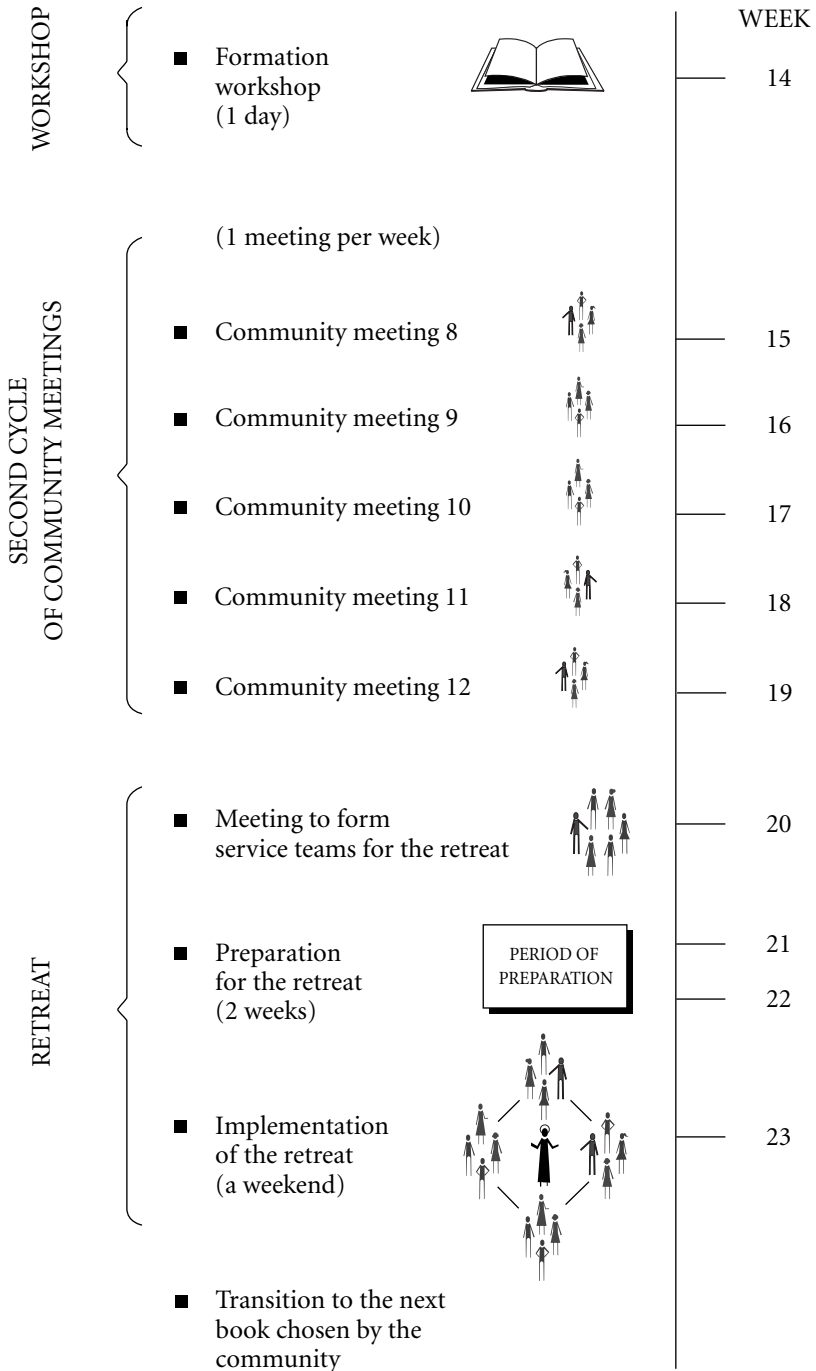 WEEK
WORKSHOP
Formation
workshop
(1 day)
14
SECOND CYCLE
OF COMMUNITY MEETINGS
(1 meeting per week)
Community meeting 8
15
Community meeting 9
16
Community meeting 10
17
Community meeting 11
18
Community meeting 12
19
RETREAT
Meeting to form
service teams for the retreat
20
Preparation
for the retreat
(2 weeks)
PERIOD OF
PREPARATION
21
22
Implementation
of the retreat
(a weekend)
23
Transition to the next
book chosen by the
community